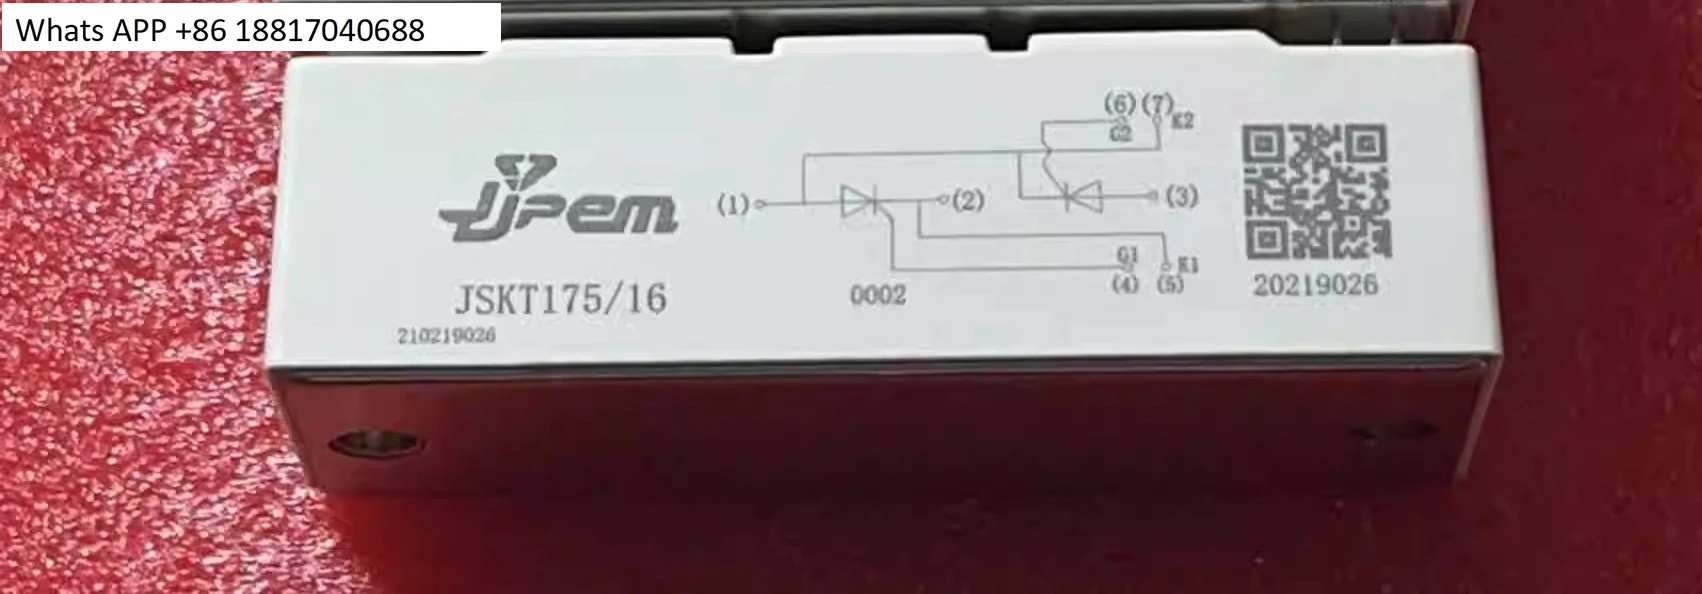 Whats APP +86 18817040688
(6) (7)
G2 K2
JJPem
(1) (2) (3)
G1 K1
(4) (5)
JSKT175/16
0002
20219026
210219026